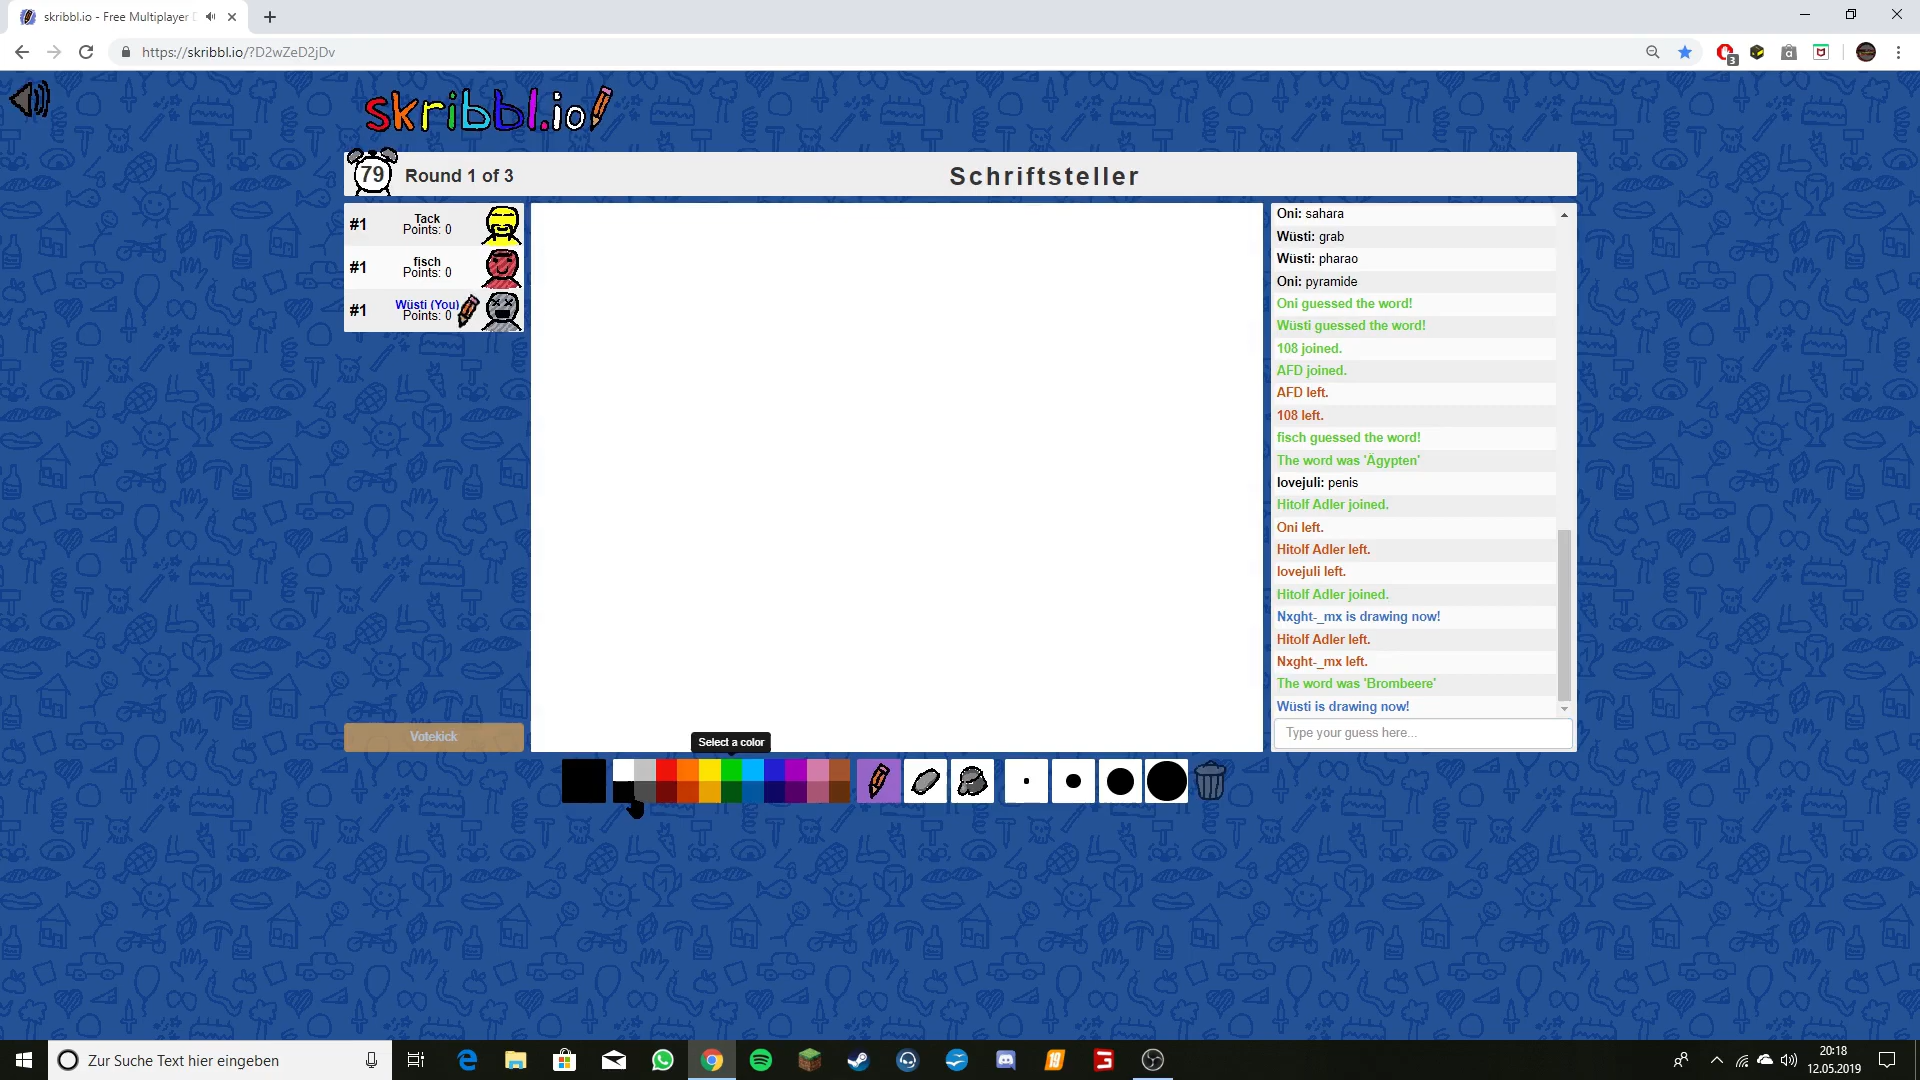 skribbl.io - Free Multiplayer
https://skribbl.io/?D2wZeD2jDv
3
skribbl.io
79
Round 1 of 3
Schriftsteller
#1
Tack
Points: 0
#1
fisch
Points: 0
#1
Wüsti (You)
Points: 0
Votekick
Oni: sahara
Wüsti: grab
Wüsti: pharao
Oni: pyramide
Oni guessed the word!
Wüsti guessed the word!
108 joined.
AFD joined.
AFD left.
108 left.
fisch guessed the word!
The word was 'Ägypten'
lovejuli: penis
Hitolf Adler joined.
Oni left.
Hitolf Adler left.
lovejuli left.
Hitolf Adler joined.
Nxght-_mx is drawing now!
Hitolf Adler left.
Nxght-_mx left.
The word was 'Brombeere'
Wüsti is drawing now!
Type your guess here...
Select a color
Zur Suche Text hier eingeben
19
20:18
12.05.2019